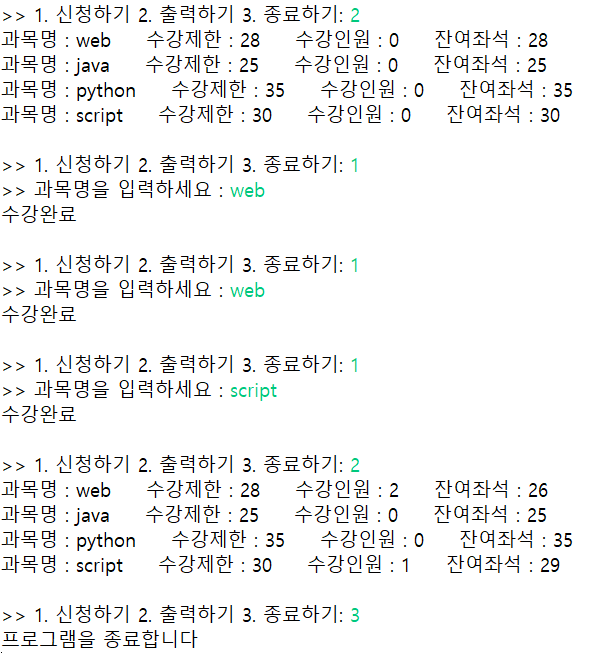 >> 1. 신청하기 2. 출력하기 3. 종료하기: 2
과목명 : web 수강제한 : 28 수강인원 : 0 잔여좌석 : 28
과목명 : java 수강제한 : 25 수강인원 : 0 잔여좌석 : 25
과목명 : python 수강제한 : 35 수강인원 : 0 잔여좌석 : 35
과목명 : script 수강제한 : 30 수강인원 : 0 잔여좌석 : 30
>> 1. 신청하기 2. 출력하기 3. 종료하기: 1
>> 과목명을 입력하세요 : web
수강완료
>> 1. 신청하기 2. 출력하기 3. 종료하기: 1
>> 과목명을 입력하세요 : web
수강완료
>> 1. 신청하기 2. 출력하기 3. 종료하기: 1
>> 과목명을 입력하세요 : script
수강완료
>> 1. 신청하기 2. 출력하기 3. 종료하기: 2
과목명 : web 수강제한 : 28 수강인원 : 2 잔여좌석 : 26
과목명 : java 수강제한 : 25 수강인원 : 0 잔여좌석 : 25
과목명 : python 수강제한 : 35 수강인원 : 0 잔여좌석 : 35
과목명 : script 수강제한 : 30 수강인원 : 1 잔여좌석 : 29
>> 1. 신청하기 2. 출력하기 3. 종료하기: 3
프로그램을 종료합니다